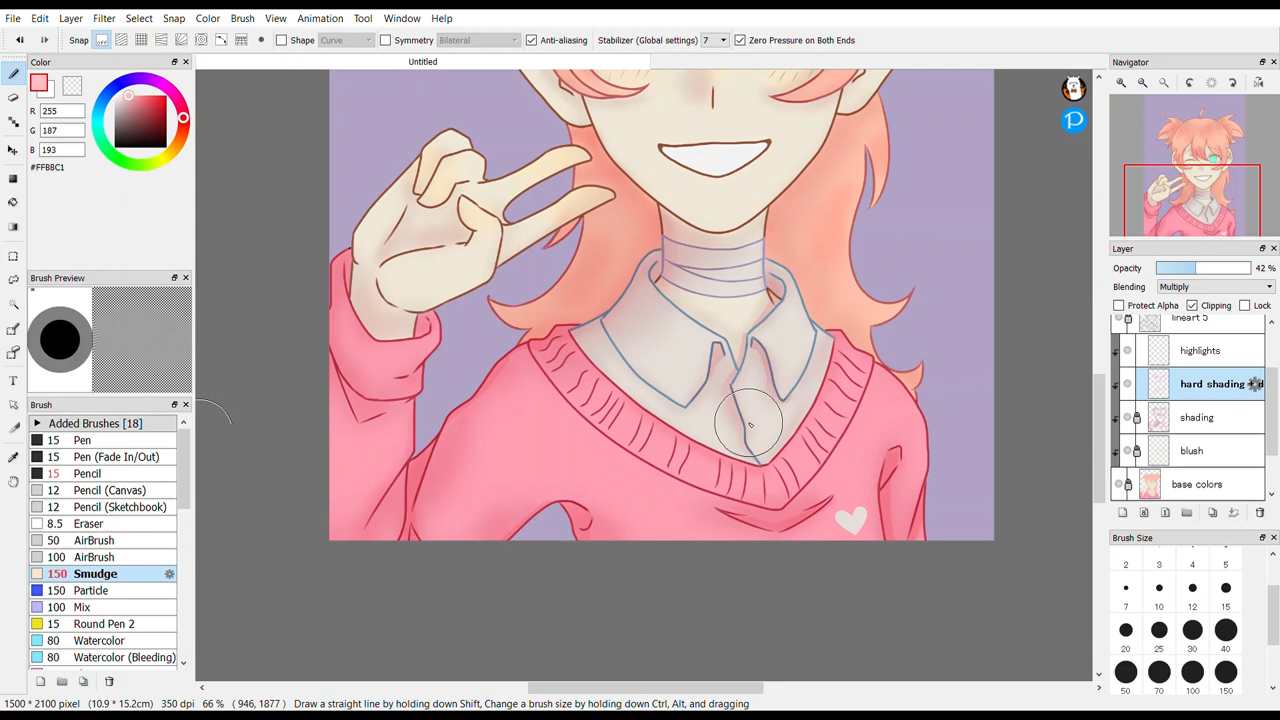 File Edit Layer Filter Select Snap Color Brush View Animation Tool Window Help
Snap off Shape Curve Symmetry Bilateral Anti-aliasing Stabilizer (Global settings) 7 Zero Pressure on Both Ends
Color
Untitled
Navigator
R 255
G 187
B 193
#FFBBC1
Brush Preview
Brush
Added Brushes [18]
15 Pen
15 Pen (Fade In/Out)
15 Pencil
12 Pencil (Canvas)
12 Pencil (Sketchbook)
8.5 Eraser
50 AirBrush
100 AirBrush
150 Smudge
150 Particle
100 Mix
15 Round Pen 2
80 Watercolor
80 Watercolor (Bleeding)
Layer
Opacity 42 %
Blending Multiply
Protect Alpha Clipping Lock
lineart 5
highlights
hard shading
shading
blush
base colors
Brush Size
2 3 4 5
7 10 12 15
20 25 30 40
50 70 100 150
1500 * 2100 pixel (10.9 * 15.2cm) 350 dpi 66 % ( 946, 1877 ) Draw a straight line by holding down Shift, Change a brush size by holding down Ctrl, Alt, and dragging